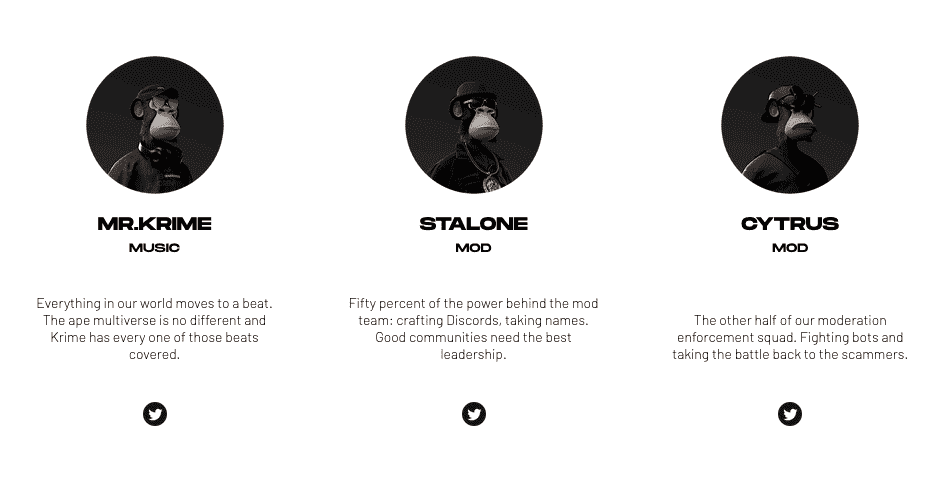 MR.KRIME
MUSIC
Everything in our world moves to a beat.
The ape multiverse is no different and
Krime has every one of those beats
covered.
STALONE
MOD
Fifty percent of the power behind the mod
team: crafting Discords, taking names.
Good communities need the best
leadership.
CYTRUS
MOD
The other half of our moderation
enforcement squad. Fighting bots and
taking the battle back to the scammers.